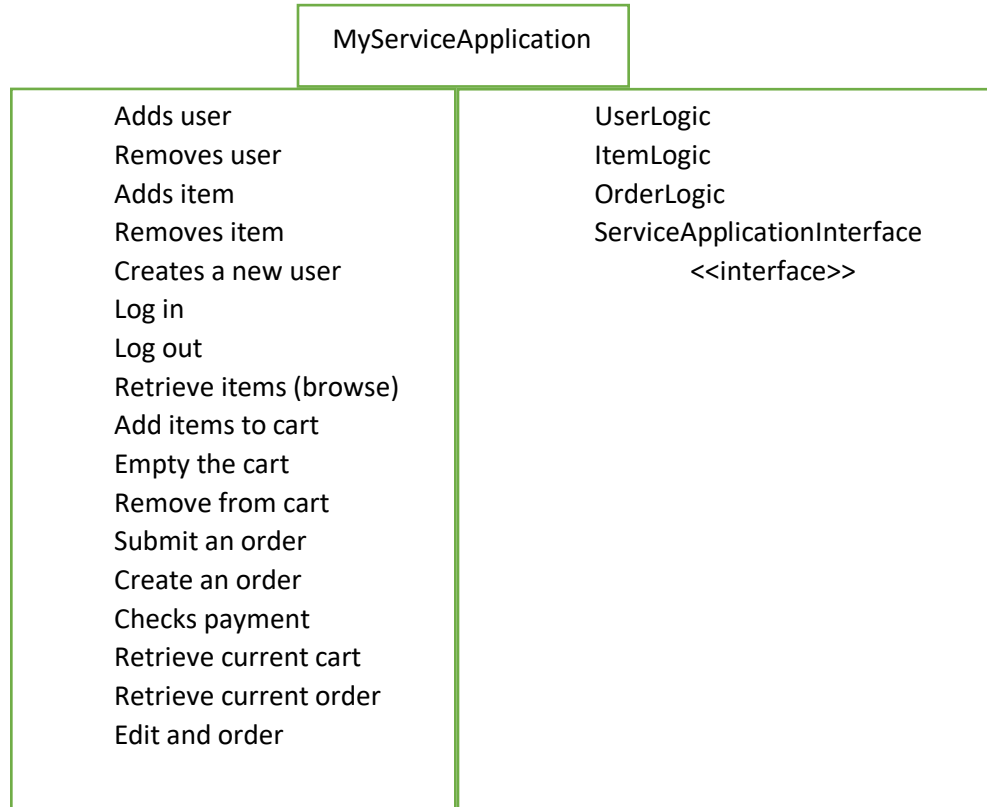 MyServiceApplication
Adds user
Removes user
Adds item
Removes item
Creates a new user
Log in
Log out
Retrieve items (browse)
Add items to cart
Empty the cart
Remove from cart
Submit an order
Create an order
Checks payment
Retrieve current cart
Retrieve current order
Edit and order
UserLogic
ItemLogic
OrderLogic
ServiceApplicationInterface
<<interface>>